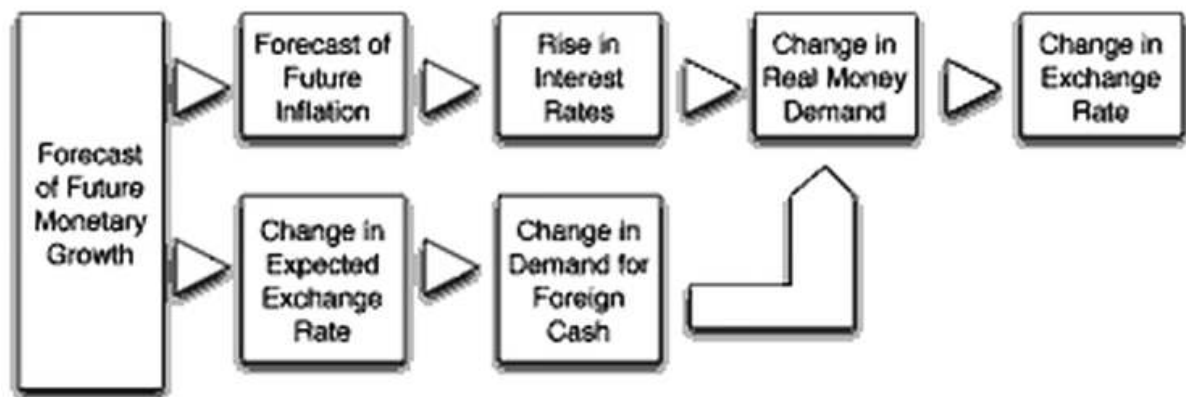 Forecast
of Future
Monetary
Growth
Forecast of
Future
Inflation
Rise in
Interest
Rates
Change in
Real Money
Demand
Change in
Exchange
Rate
Change in
Expected
Exchange
Rate
Change in
Demand for
Foreign
Cash